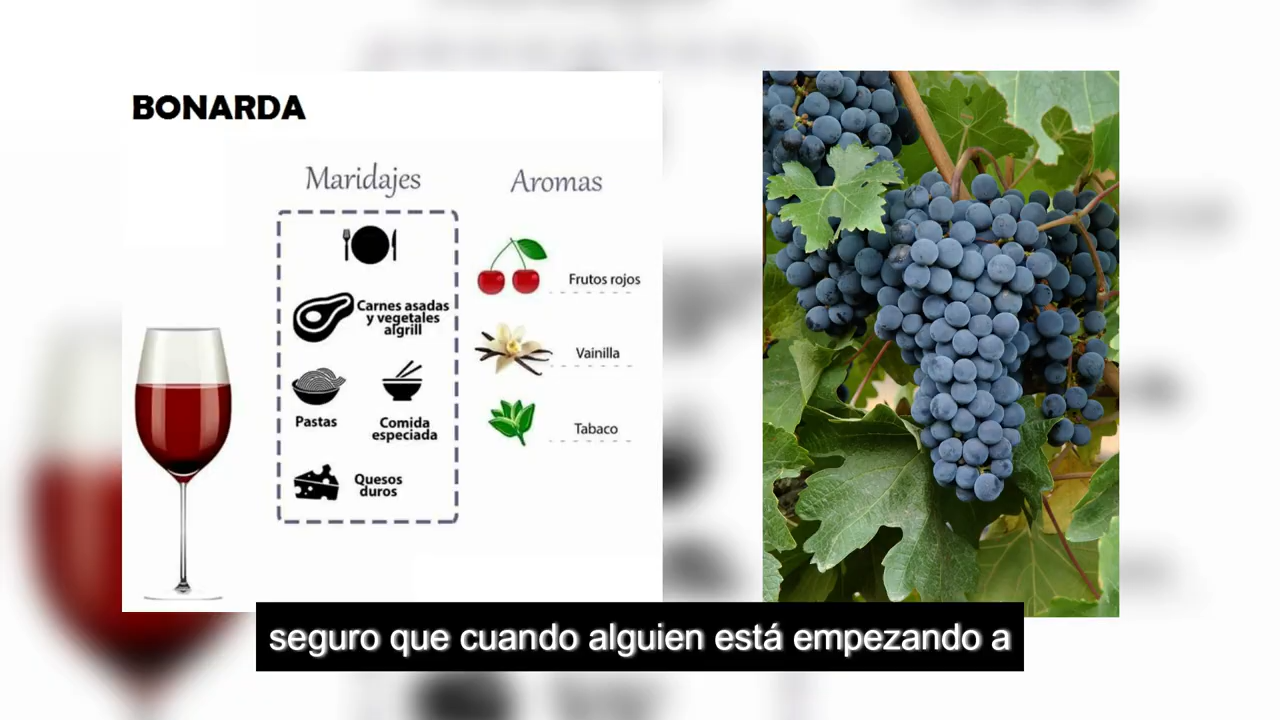 BONARDA
Maridajes
Aromas
Carnes asadas
y vegetales
algrill
Pastas
Comida
especiada
Quesos
duros
Frutos rojos
Vainilla
Tabaco
seguro que cuando alguien está empezando a